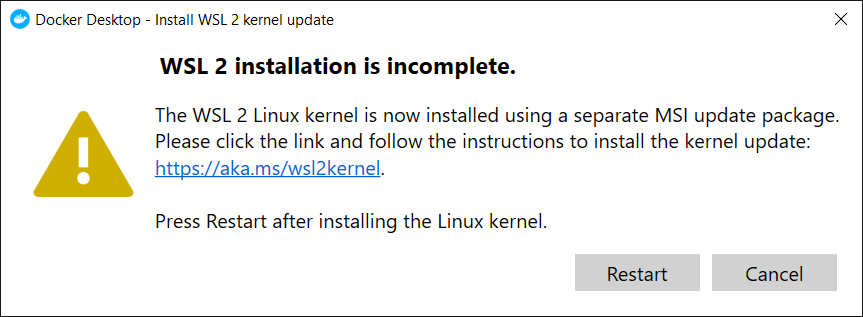 Docker Desktop - Install WSL 2 kernel update
WSL 2 installation is incomplete.
The WSL 2 Linux kernel is now installed using a separate MSI update package.
Please click the link and follow the instructions to install the kernel update:
https://aka.ms/wsl2kernel.
Press Restart after installing the Linux kernel.
Restart Cancel